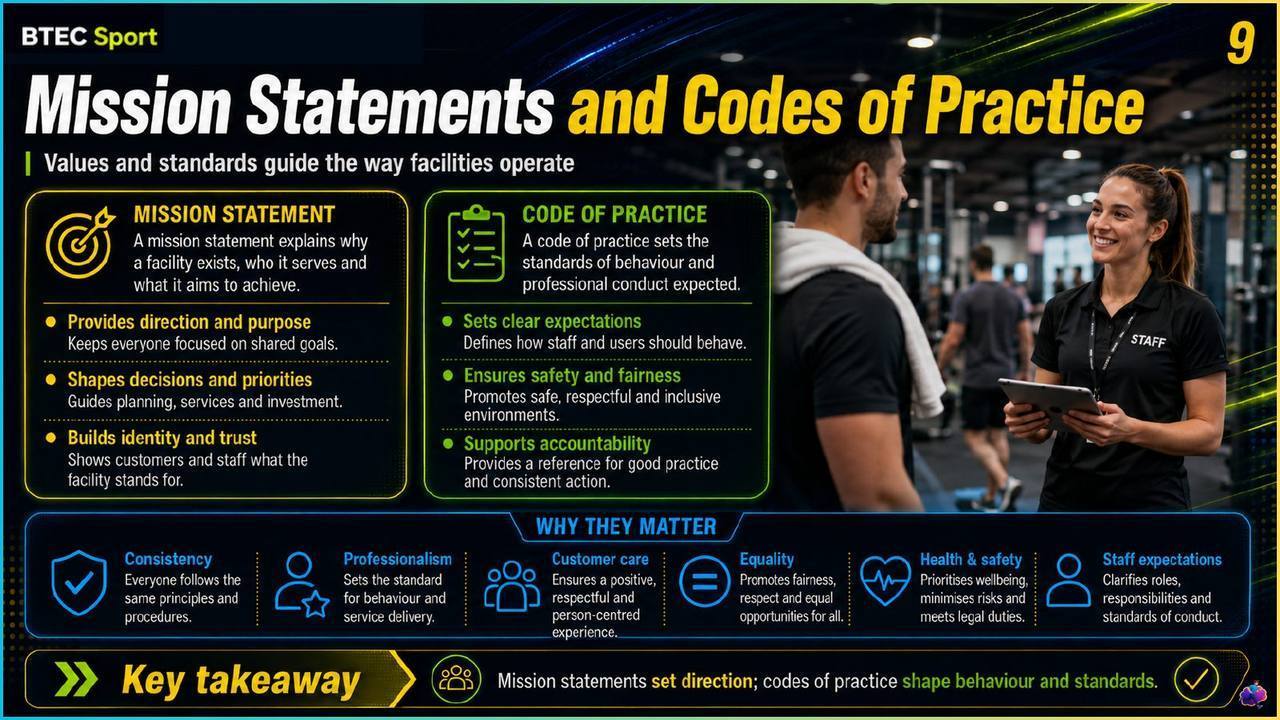 BTEC Sport
9
Mission Statements and Codes of Practice
Values and standards guide the way facilities operate
MISSION STATEMENT
A mission statement explains why
a facility exists, who it serves and
what it aims to achieve.
Provides direction and purpose
Keeps everyone focused on shared goals.
Shapes decisions and priorities
Guides planning, services and investment.
Builds identity and trust
Shows customers and staff what the
facility stands for.
CODE OF PRACTICE
A code of practice sets the
standards of behaviour and
professional conduct expected.
Sets clear expectations
Defines how staff and users should behave.
Ensures safety and fairness
Promotes safe, respectful and inclusive
environments.
Supports accountability
Provides a reference for good practice
and consistent action.
STAFF
WHY THEY MATTER
Consistency
Everyone follows the
same principles and
procedures.
Professionalism
Sets the standard
for behaviour and
service delivery.
Customer care
Ensures a positive,
respectful and
person-centred
experience.
Equality
Promotes fairness,
respect and equal
opportunities for all.
Health & safety
Prioritises wellbeing,
minimises risks and
meets legal duties.
Staff expectations
Clarifies roles,
responsibilities and
standards of conduct.
Key takeaway
Mission statements set direction; codes of practice shape behaviour and standards.